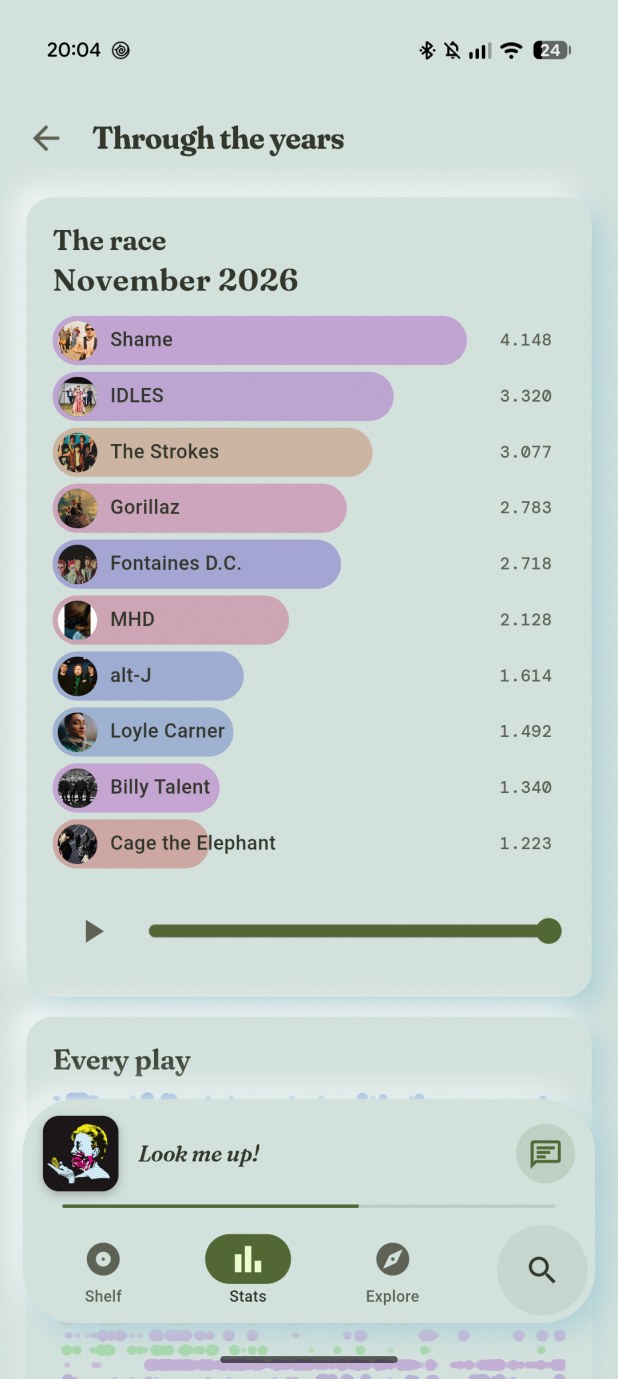 20:04
24
Through the years
The race
November 2026
Shame 4.148
IDLES 3.320
The Strokes 3.077
Gorillaz 2.783
Fontaines D.C. 2.718
MHD 2.128
alt-J 1.614
Loyle Carner 1.492
Billy Talent 1.340
Cage the Elephant 1.223
Every play
Look me up!
Shelf Stats Explore